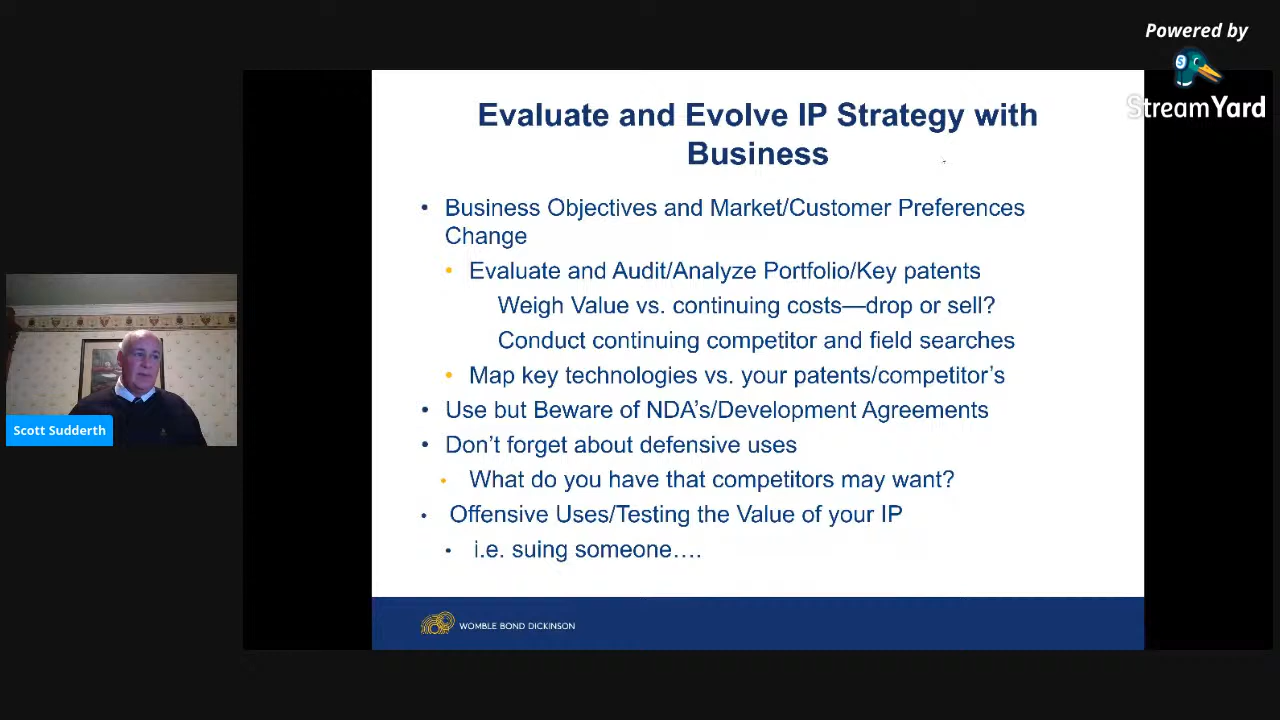 Powered by
StreamYard
Evaluate and Evolve IP Strategy with
Business
• Business Objectives and Market/Customer Preferences
Change
• Evaluate and Audit/Analyze Portfolio/Key patents
Weigh Value vs. continuing costs—drop or sell?
Conduct continuing competitor and field searches
• Map key technologies vs. your patents/competitor’s
• Use but Beware of NDA’s/Development Agreements
• Don’t forget about defensive uses
• What do you have that competitors may want?
• Offensive Uses/Testing the Value of your IP
• i.e. suing someone….
Scott Sudderth
WOMBLE BOND DICKINSON